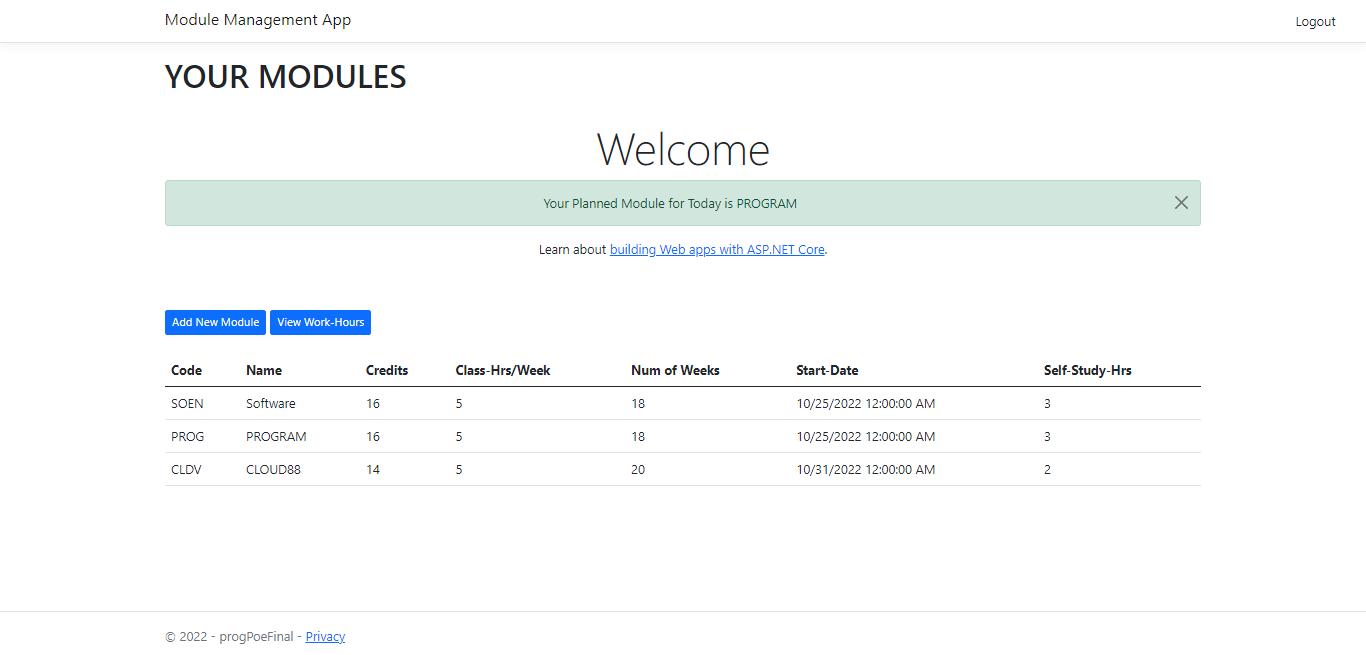 Module Management App
Logout
YOUR MODULES
Welcome
Your Planned Module for Today is PROGRAM
Learn about building Web apps with ASP.NET Core.
Add New Module View Work-Hours
Code Name Credits Class-Hrs/Week Num of Weeks Start-Date Self-Study-Hrs
SOEN Software 16 5 18 10/25/2022 12:00:00 AM 3
PROG PROGRAM 16 5 18 10/25/2022 12:00:00 AM 3
CLDV CLOUD88 14 5 20 10/31/2022 12:00:00 AM 2
© 2022 - progPoeFinal - Privacy